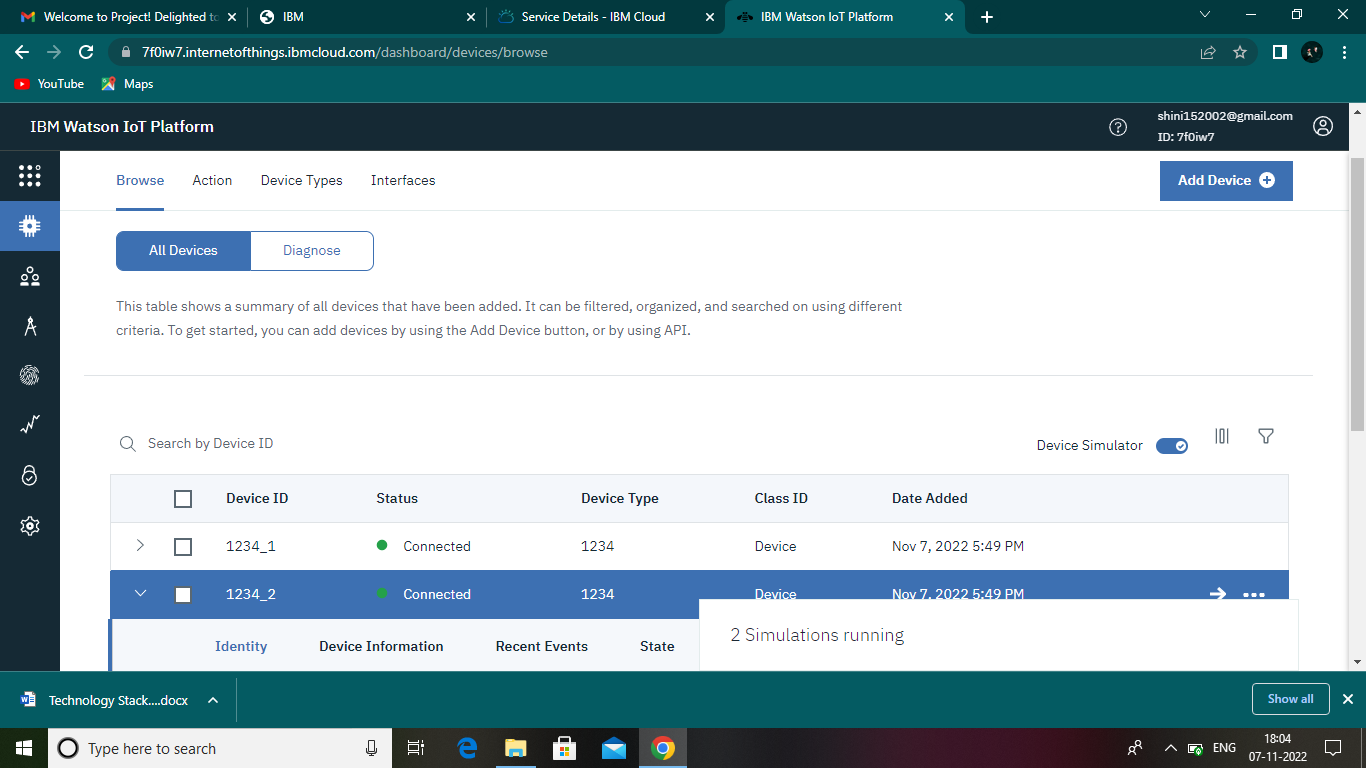 Welcome to Project! Delighted to
IBM
Service Details - IBM Cloud
IBM Watson IoT Platform
7f0iw7.internetofthings.ibmcloud.com/dashboard/devices/browse
YouTube
Maps
IBM Watson IoT Platform
shini152002@gmail.com
ID: 7f0iw7
Browse Action Device Types Interfaces
Add Device
All Devices Diagnose
This table shows a summary of all devices that have been added. It can be filtered, organized, and searched on using different
criteria. To get started, you can add devices by using the Add Device button, or by using API.
Search by Device ID
Device Simulator
Device ID Status Device Type Class ID Date Added
1234_1 Connected 1234 Device Nov 7, 2022 5:49 PM
1234_2 Connected 1234 Device Nov 7, 2022 5:49 PM
Identity Device Information Recent Events State
2 Simulations running
Technology Stack....docx
Show all
Type here to search
ENG
18:04
07-11-2022